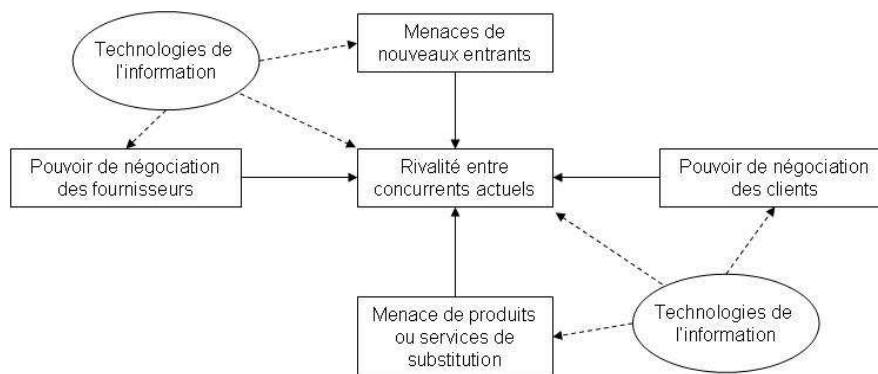 Technologies de
l'information
Menaces de
nouveaux entrants
Pouvoir de négociation
des fournisseurs
Rivalité entre
concurrents actuels
Pouvoir de négociation
des clients
Menace de produits
ou services de
substitution
Technologies de
l'information